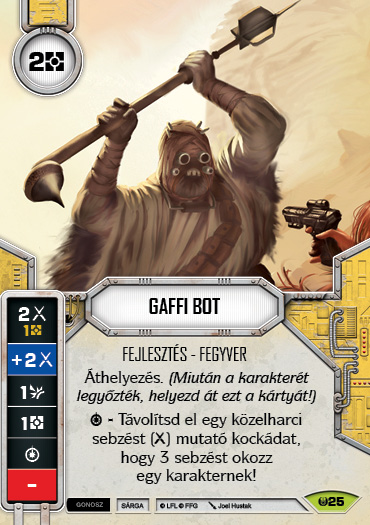 2
GAFFI BOT
FEJLESZTÉS - FEGYVER
Áthelyezés. (Miután a karakterét
legyőzték, helyezd át ezt a kártyát!)
- Távolítsd el egy közelharci
sebzést (X) mutató kockádat,
hogy 3 sebzést okozz
egy karakternek!
2
1
+2
1
1
-
GONOSZ
SÁRGA
© LFL © FFG
Joel Hustak
25